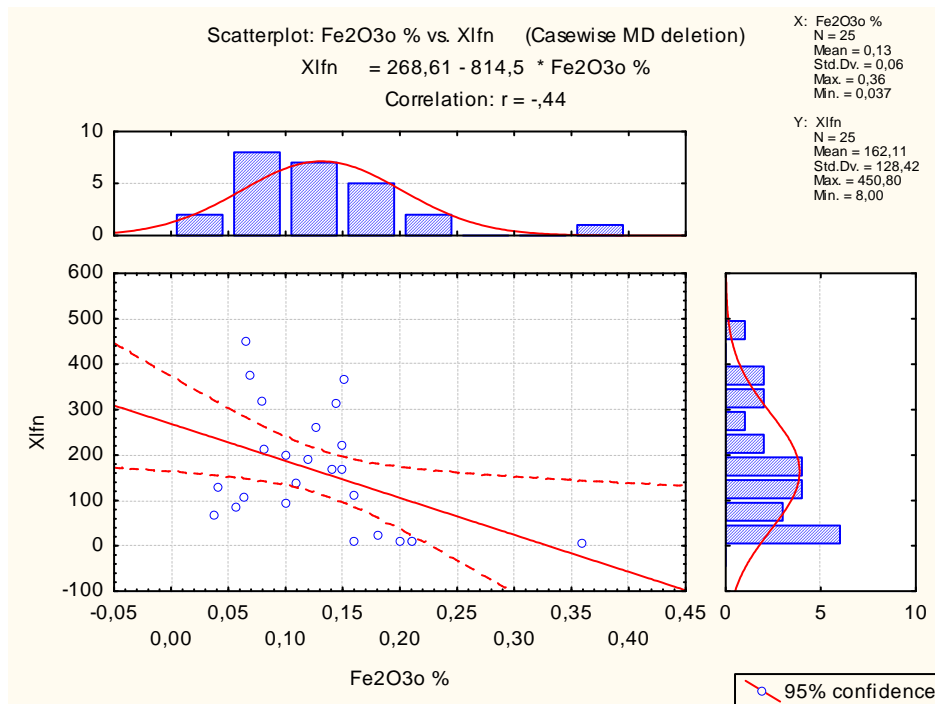 Scatterplot: Fe2O3o % vs. Xlfn (Casewise MD deletion)
Xlfn = 268,61 - 814,5 * Fe2O3o %
Correlation: r = -,44
X: Fe2O3o %
N = 25
Mean = 0,13
Std.Dv. = 0,06
Max. = 0,36
Min. = 0,037
Y: Xlfn
N = 25
Mean = 162,11
Std.Dv. = 128,42
Max. = 450,80
Min. = 8,00
10
5
0
600
500
400
300
200
100
0
-100
Xlfn
-0,05 0,05 0,15 0,25 0,35 0,45
0,00 0,10 0,20 0,30 0,40
Fe2O3o %
0 5 10
95% confidence